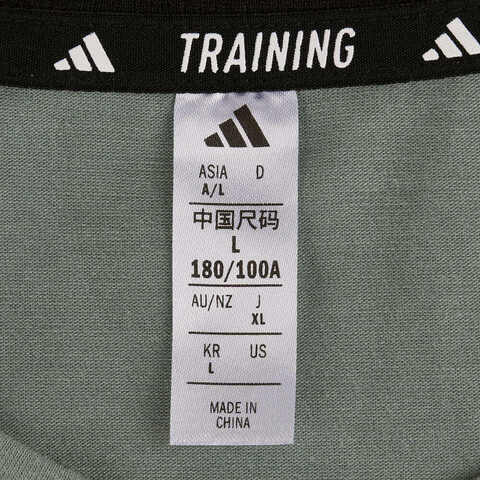 TRAINING
ASIA D
A/L
中国尺码
L
180/100A
AU/NZ J
XL
KR US
L
MADE IN
CHINA